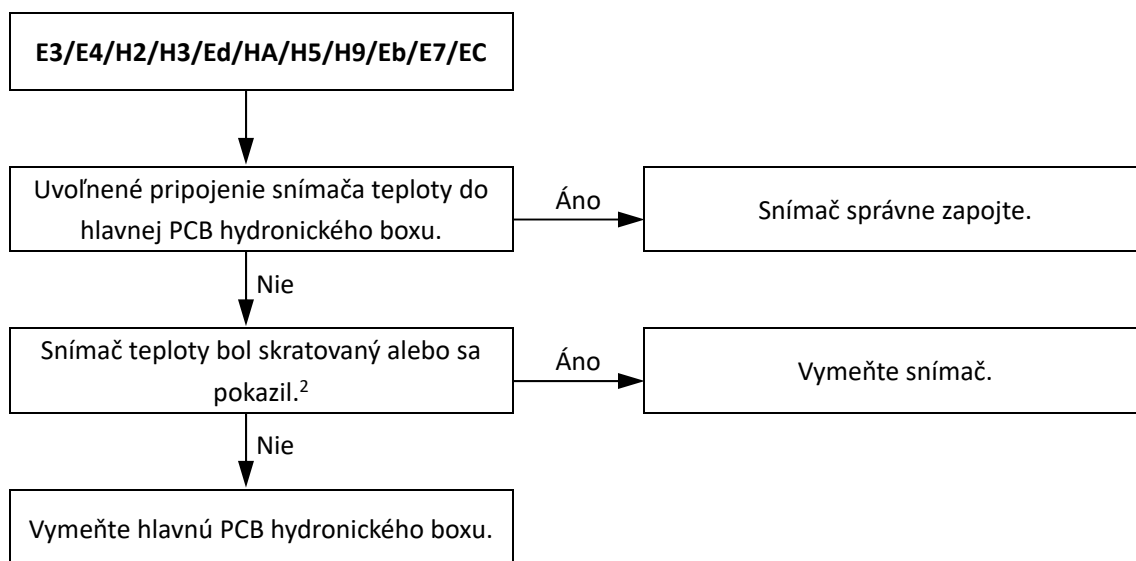 E3/E4/H2/H3/Ed/HA/H5/H9/Eb/E7/EC
Uvoľnené pripojenie snímača teploty do
hlavnej PCB hydronického boxu.
Áno
Snímač správne zapojte.
Nie
Snímač teploty bol skratovaný alebo sa
pokazil.²
Áno
Vymeňte snímač.
Nie
Vymeňte hlavnú PCB hydronického boxu.